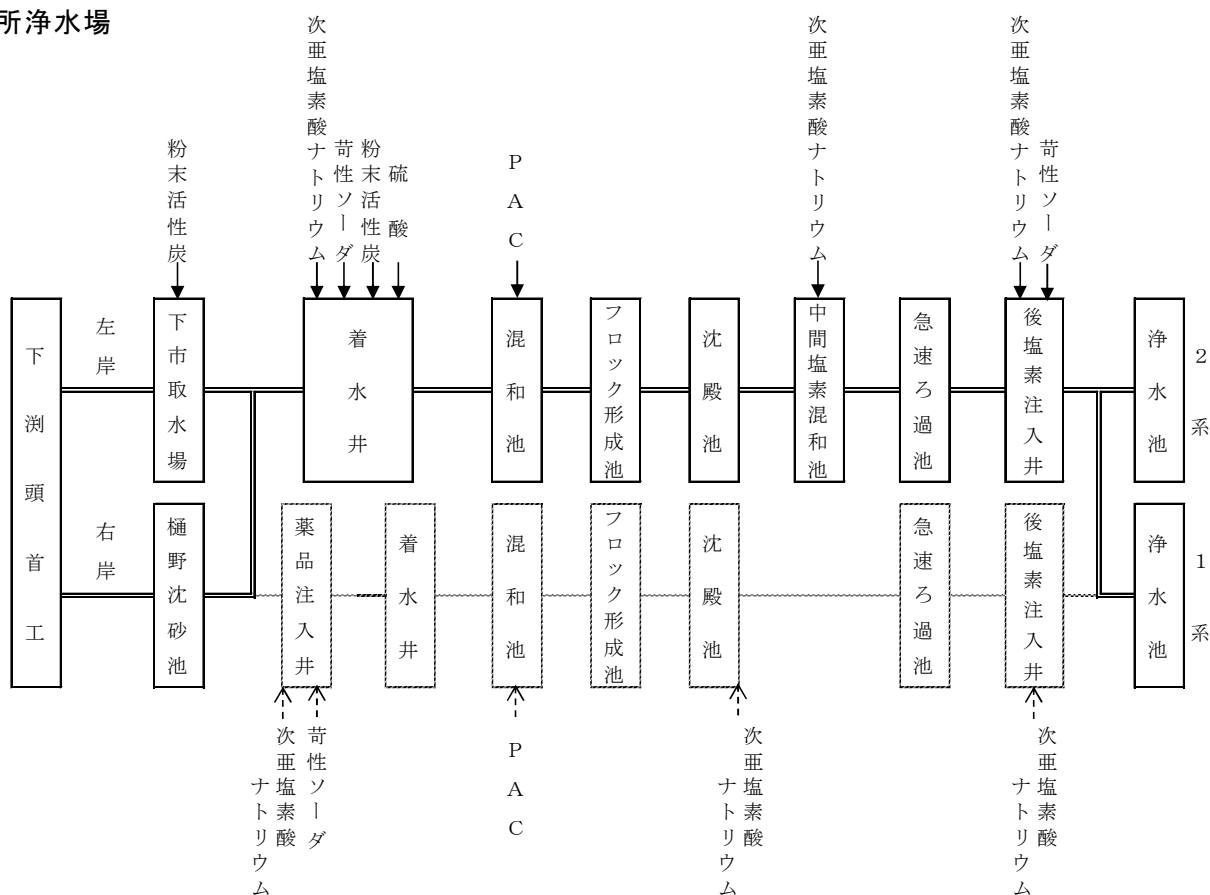 所浄水場
次亜塩素酸ナトリウム
次亜塩素酸ナトリウム
次亜塩素酸ナトリウム
粉末活性炭
苛性ソーダ
粉末活性炭
硫酸
PAC
苛性ソーダ
下渕頭首工
左岸
下市取水場
着水井
混和池
フロック形成池
沈殿池
中間塩素混和池
急速ろ過池
後塩素注入井
浄水池
2系
右岸
樋野沈砂池
薬品注入井
着水井
混和池
フロック形成池
沈殿池
急速ろ過池
後塩素注入井
浄水池
1系
次亜塩素酸
ナトリウム
苛性ソーダ
PAC
次亜塩素酸
ナトリウム
次亜塩素酸
ナトリウム